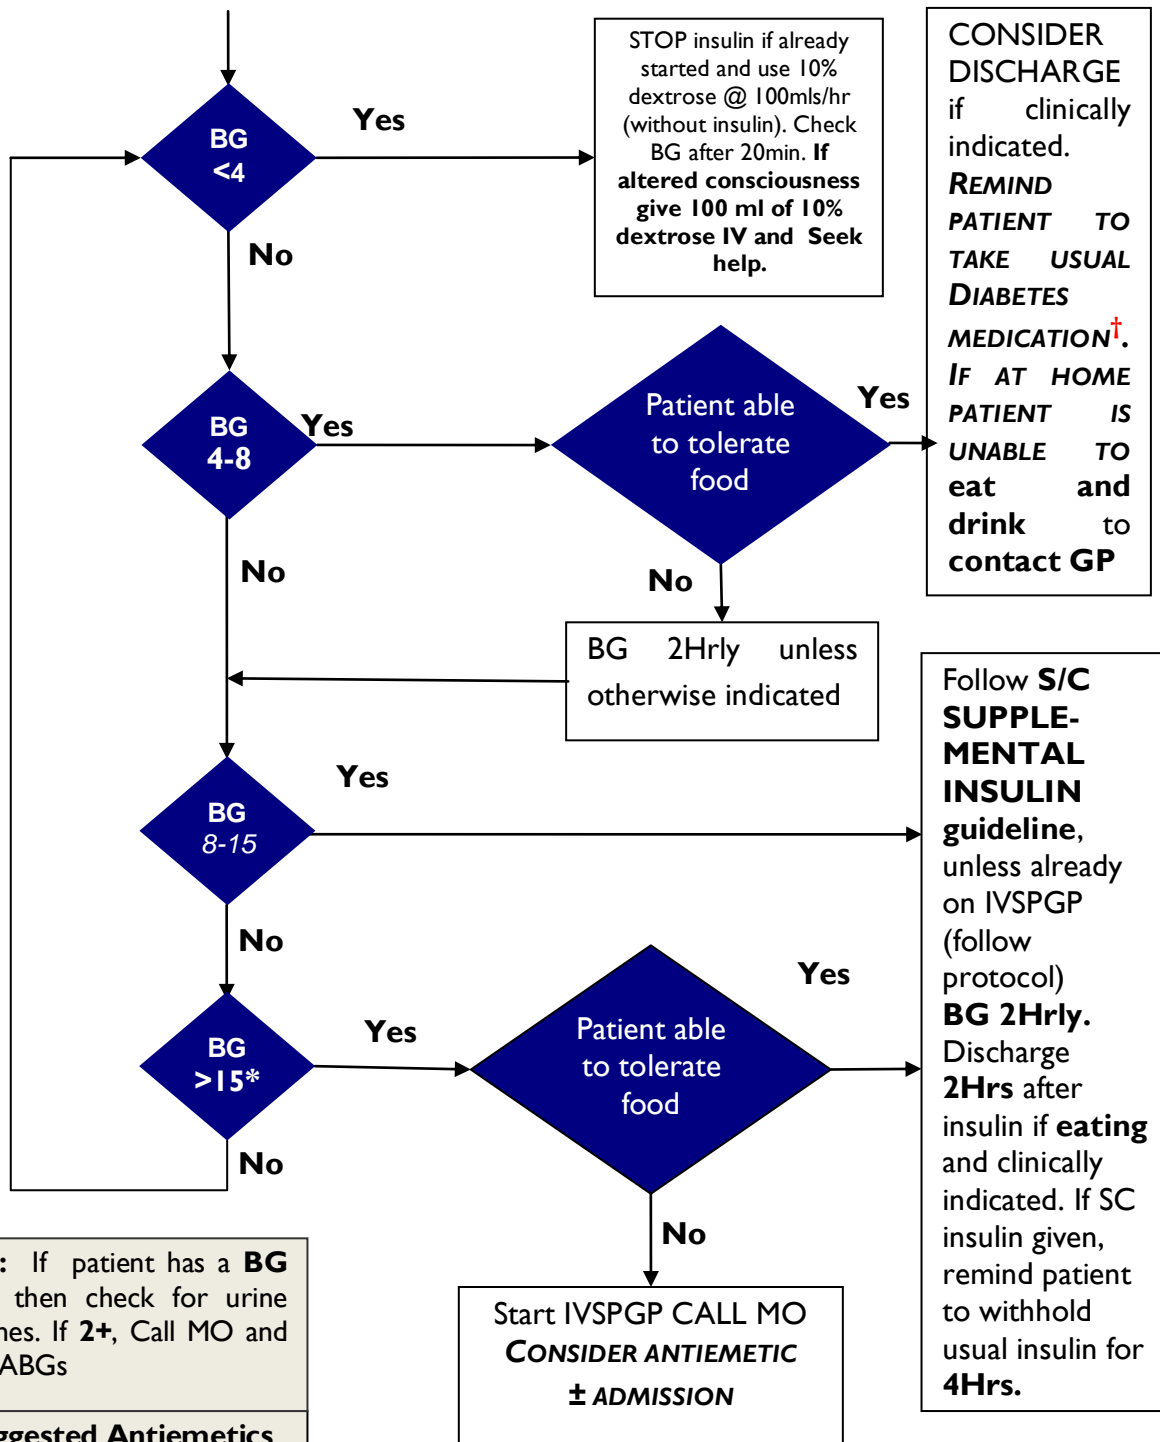 BG
<4
Yes
STOP insulin if already
started and use 10%
dextrose @ 100mls/hr
(without insulin). Check
BG after 20min. If
altered consciousness
give 100 ml of 10%
dextrose IV and Seek
help.
CONSIDER
DISCHARGE
if clinically
indicated.
REMIND
PATIENT TO
TAKE USUAL
DIABETES
MEDICATION†.
IF AT HOME
PATIENT IS
UNABLE TO
eat and
drink to
contact GP
No
BG
4-8
Yes
Patient able
to tolerate
food
Yes
No
No
BG 2Hrly unless
otherwise indicated
BG
8-15
Yes
Follow S/C
SUPPLE-
MENTAL
INSULIN
guideline,
unless already
on IVSPGP
(follow
protocol)
BG 2Hrly.
Discharge
2Hrs after
insulin if eating
and clinically
indicated. If SC
insulin given,
remind patient
to withhold
usual insulin for
4Hrs.
No
BG
>15*
Yes
Patient able
to tolerate
food
Yes
No
No
Start IVSPGP CALL MO
CONSIDER ANTIEMETIC
± ADMISSION
: If patient has a BG
then check for urine
nes. If 2+, Call MO and
ABGs
ggested Antiemetics